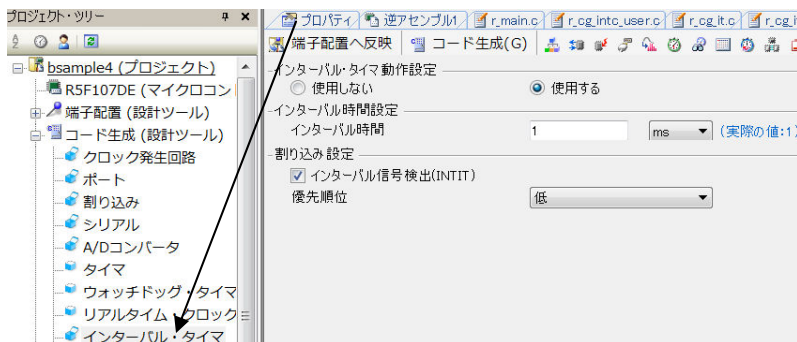 プロジェクト・ツリー
bsample4 (プロジェクト)
R5F107DE (マイクロコン
端子配置 (設計ツール)
コード生成 (設計ツール)
クロック発生回路
ポート
割り込み
シリアル
A/Dコンバータ
タイマ
ウォッチドッグ・タイマ
リアルタイム・クロック
インターバル・タイマ
プロパティ 逆アセンブル1 r_main.c r_cg_intc_user.c r_cg_it.c r_cg_i
端子配置へ反映 コード生成(G)
インターバル・タイマ動作設定
使用しない 使用する
インターバル時間設定
インターバル時間 1 ms (実際の値:1)
割り込み設定
インターバル信号検出(INTIT)
優先順位 低